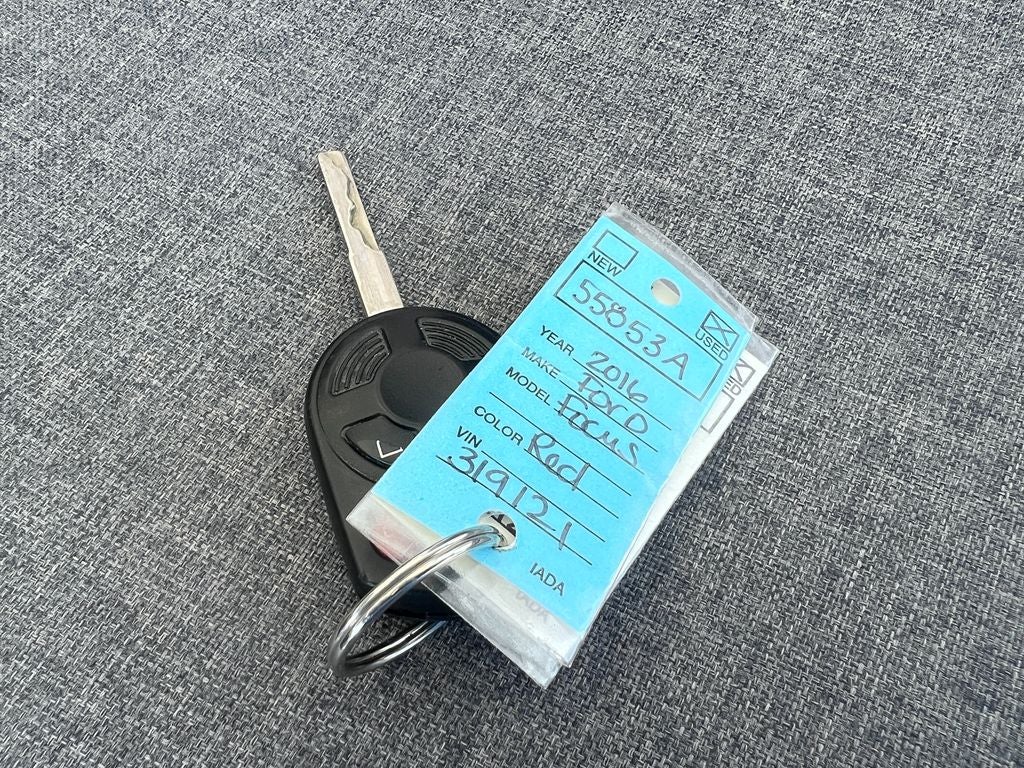 NEW
USED
55853A
YEAR 2016
MAKE FORD
MODEL Focus
COLOR Red
VIN
319121
IADA